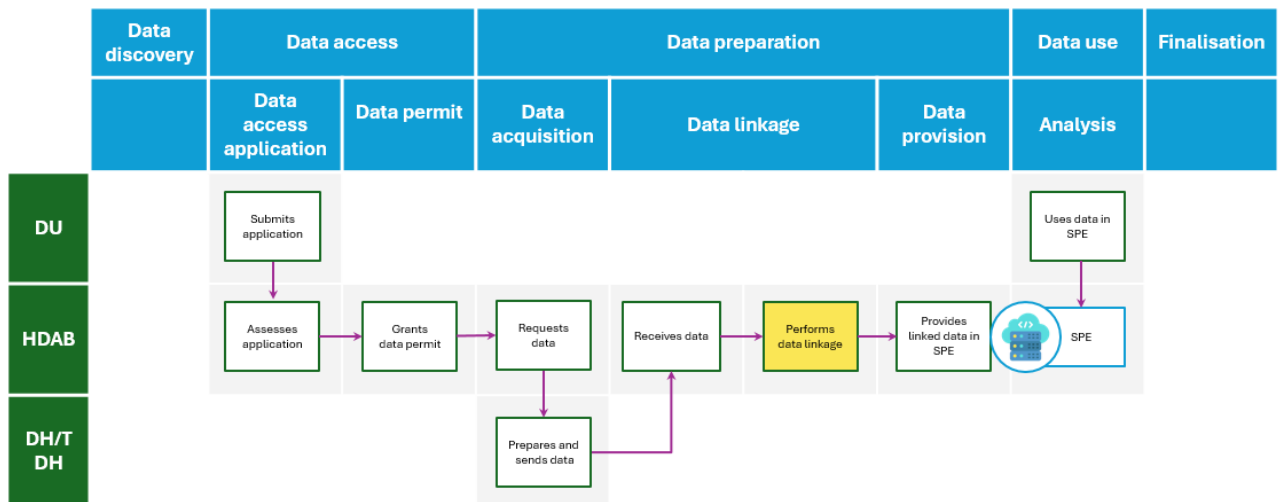 Data
discovery
Data access
Data preparation
Data use
Finalisation
Data
access
application
Data permit
Data
acquisition
Data linkage
Data
provision
Analysis
DU
Submits
application
Uses data in
SPE
HDAB
Assesses
application
Grants
data permit
Requests
data
Receives data
Performs
data linkage
Provides
linked data in
SPE
</>
SPE
DH/T
DH
Prepares and
sends data